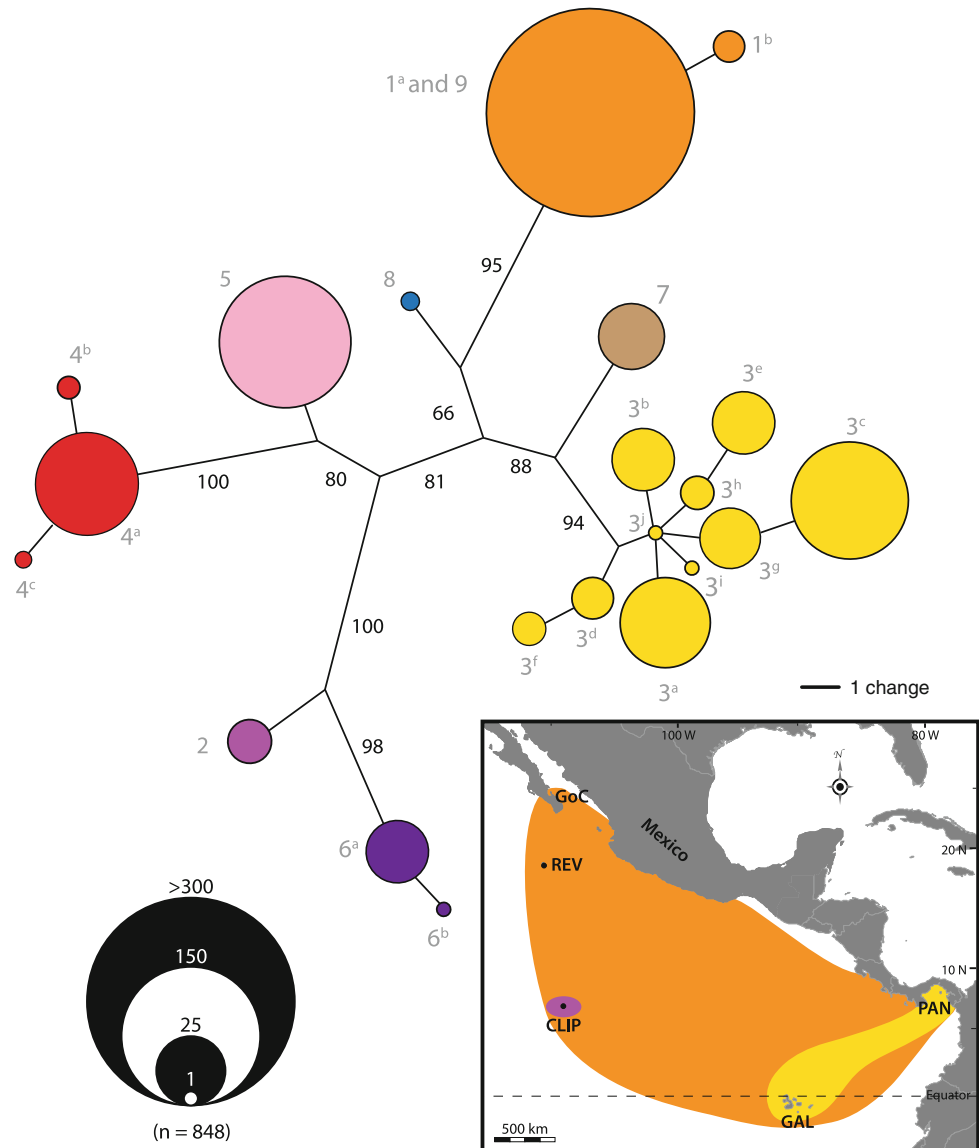 1ᵇ
1ᵃ and 9
95
5
8
7
4ᵇ
3ᵉ
3ᵇ
3ᶜ
66
88
100
80
81
3ʰ
94
3ʲ
4ᵃ
3ᵍ
4ᶜ
3ⁱ
3ᵈ
3ᶠ
100
3ᵃ
1 change
2
98
6ᵃ
6ᵇ
>300
150
25
1
(n = 848)
100 W
80 W
N
GoC
Mexico
20 N
REV
10 N
PAN
CLIP
Equator
GAL
500 km